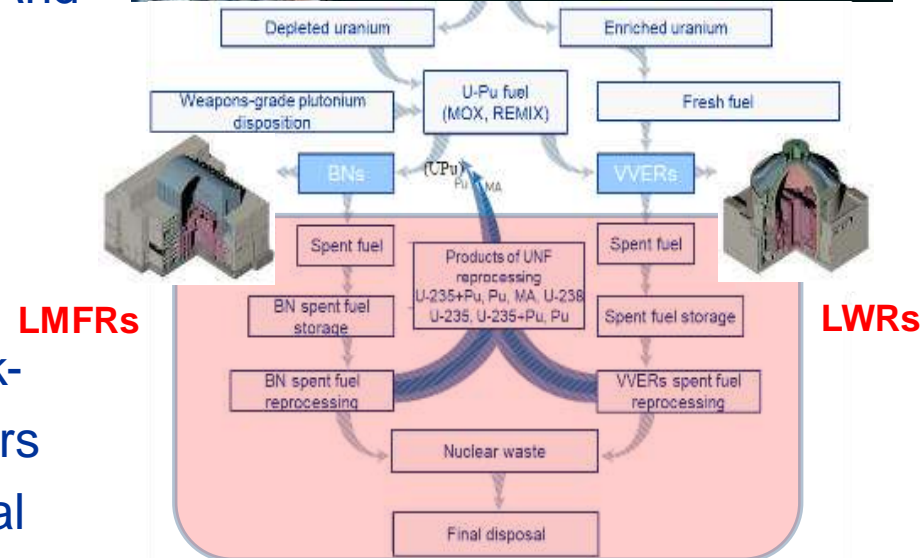 Depleted uranium
Enriched uranium
U-Pu fuel
(MOX, REMIX)
Weapons-grade plutonium
disposition
Fresh fuel
BNs
(UPu)
Pu
MA
VVERs
Spent fuel
Products of UNF
reprocessing
U-235+Pu, Pu, MA, U-238
U-235, U-235+Pu, Pu
Spent fuel
LMFRs
LWRs
BN spent fuel
storage
Spent fuel storage
k-
BN spent fuel
reprocessing
VVERs spent fuel
reprocessing
rs
Nuclear waste
al
Final disposal